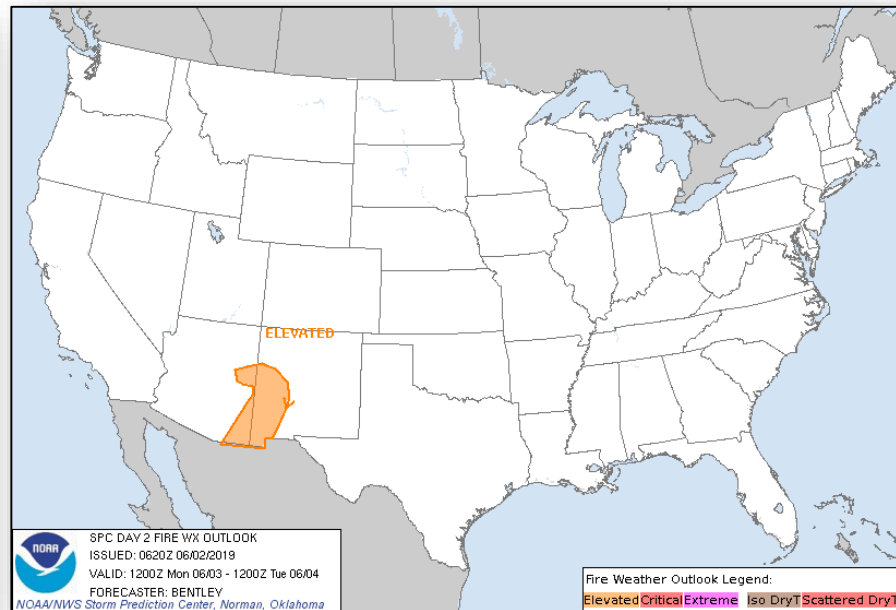 ELEVATED
SPC DAY 2 FIRE WX OUTLOOK
ISSUED: 0620Z 06/02/2019
VALID: 1200Z Mon 06/03 - 1200Z Tue 06/04
FORECASTER: BENTLEY
NOAA/NWS Storm Prediction Center, Norman, Oklahoma
NOAA
Fire Weather Outlook Legend:
Elevated Critical Extreme Iso DryT Scattered DryT